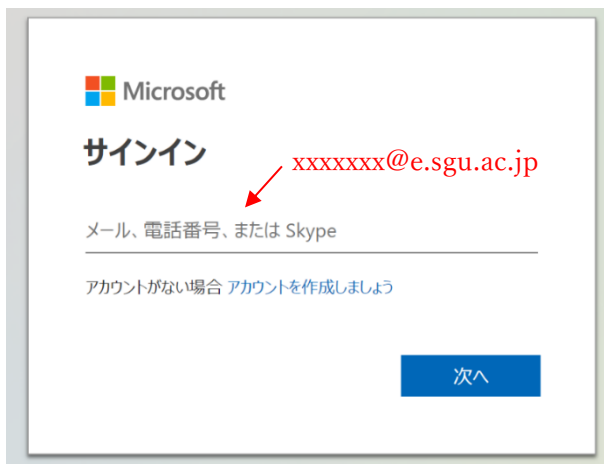 Microsoft
サインイン
xxxxxxx@e.sgu.ac.jp
メール、電話番号、または Skype
アカウントがない場合 アカウントを作成しましょう
次へ